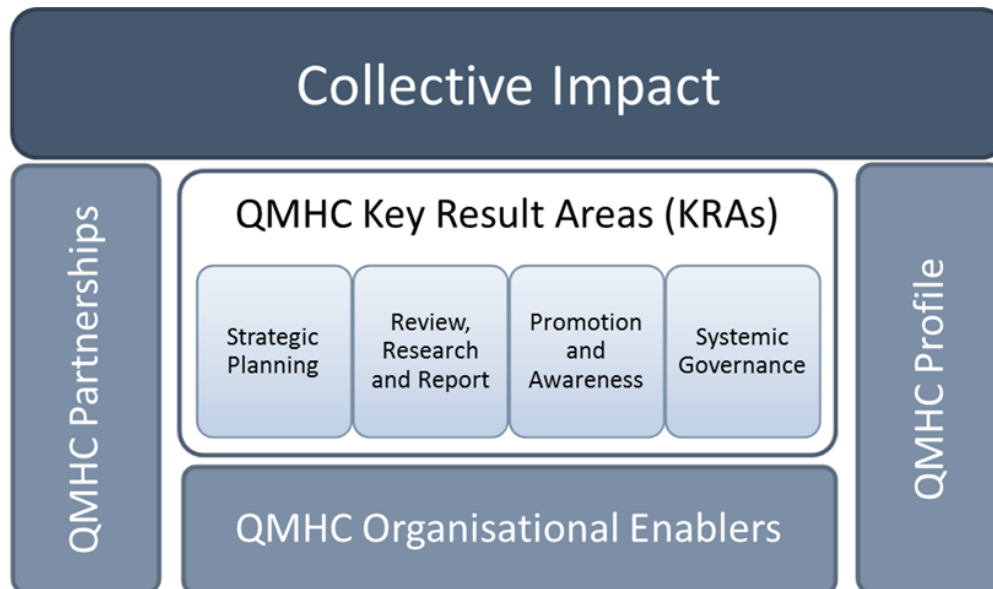 Collective Impact
QMHC Partnerships
QMHC Key Result Areas (KRAs)
Strategic
Planning
Review,
Research
and Report
Promotion
and
Awareness
Systemic
Governance
QMHC Profile
QMHC Organisational Enablers